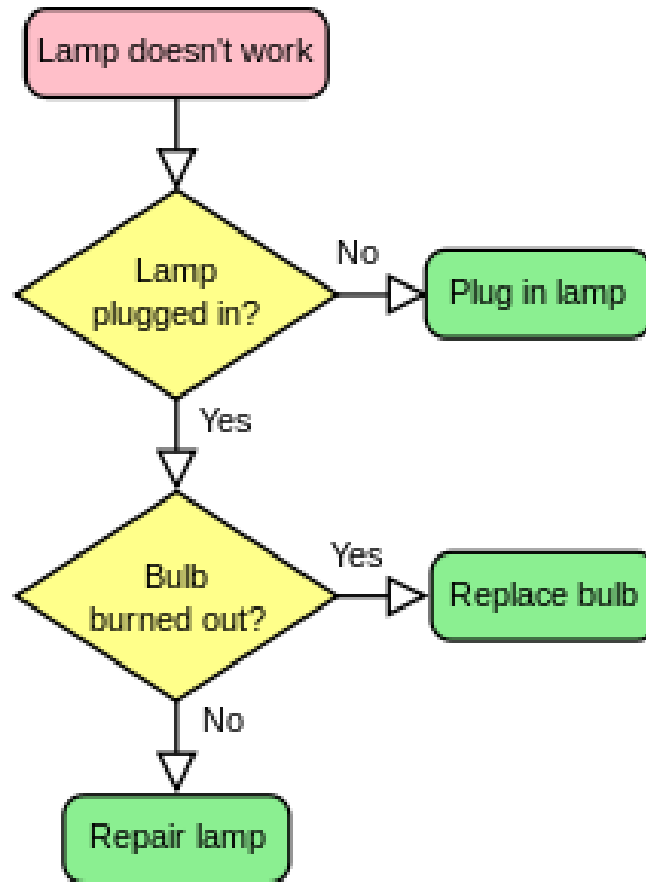 Lamp doesn't work
Lamp
plugged in?
No
Plug in lamp
Yes
Bulb
burned out?
Yes
Replace bulb
No
Repair lamp